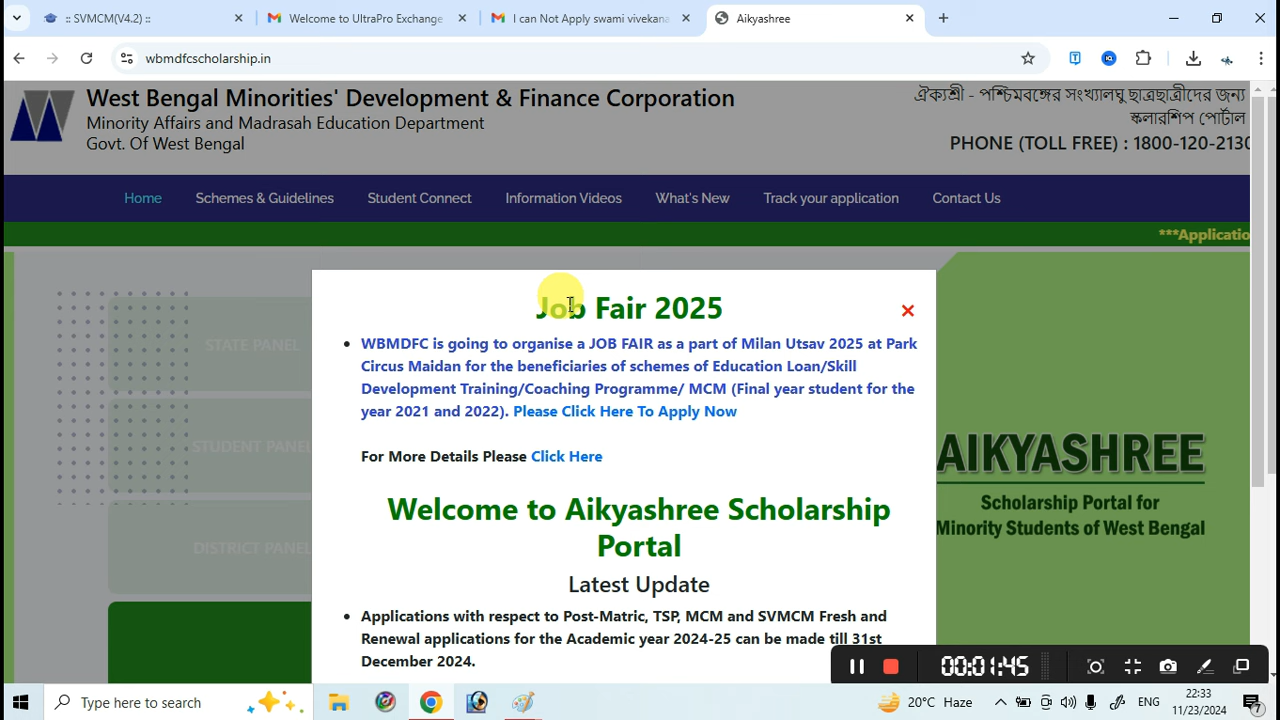 :: SVMCM(V4.2) ::
Welcome to UltraPro Exchange
I can Not Apply swami vivekana
Aikyashree
wbmdfcscholarship.in
West Bengal Minorities' Development & Finance Corporation
Minority Affairs and Madrasah Education Department
Govt. Of West Bengal
ঐক্যশ্রী - পশ্চিমবঙ্গের সংখ্যালঘু ছাত্রছাত্রীদের জন্য
স্কলারশিপ পোর্টাল
PHONE (TOLL FREE) : 1800-120-2130
Home Schemes & Guidelines Student Connect Information Videos What's New Track your application Contact Us
***Applicatio
STATE PANEL
STUDENT PANEL
DISTRICT PANEL
Job Fair 2025
WBMDFC is going to organise a JOB FAIR as a part of Milan Utsav 2025 at Park
Circus Maidan for the beneficiaries of schemes of Education Loan/Skill
Development Training/Coaching Programme/ MCM (Final year student for the
year 2021 and 2022). Please Click Here To Apply Now
For More Details Please Click Here
Welcome to Aikyashree Scholarship
Portal
Latest Update
Applications with respect to Post-Matric, TSP, MCM and SVMCM Fresh and
Renewal applications for the Academic year 2024-25 can be made till 31st
December 2024.
AIKYASHREE
Scholarship Portal for
Minority Students of West Bengal
00:01:45
Type here to search
20°C Haze
ENG
22:33
11/23/2024
7